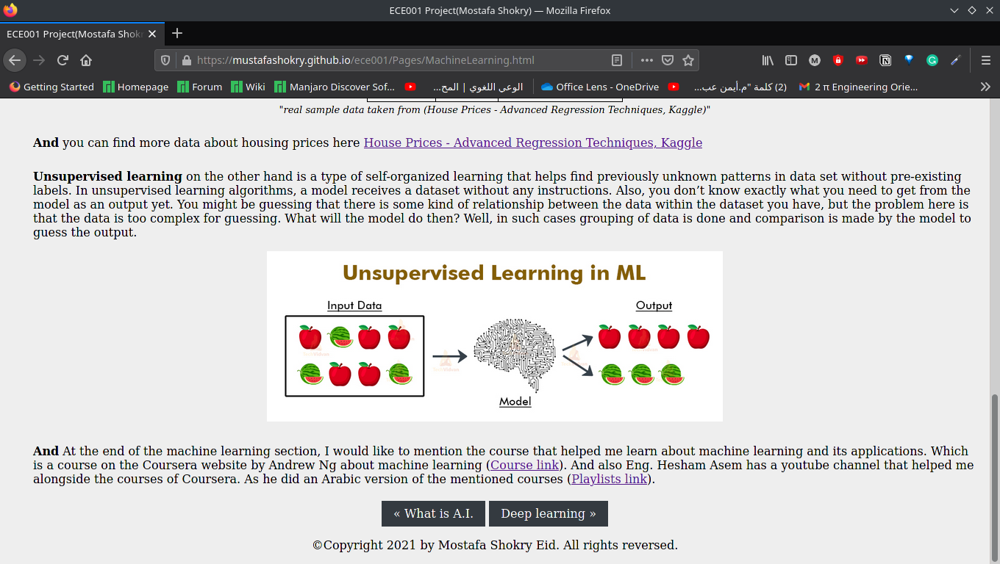 ECE001 Project(Mostafa Shokry) — Mozilla Firefox
ECE001 Project(Mostafa Shokr
https://mustafashokry.github.io/ece001/Pages/MachineLearning.html
Getting Started
Homepage
Forum
Wiki
Manjaro Discover Sof...
الوعي اللغوي | المح...
Office Lens - OneDrive
(2) كلمة "م.أيمن عب...
2 π Engineering Orie...
"real sample data taken from (House Prices - Advanced Regression Techniques, Kaggle)"
And you can find more data about housing prices here House Prices - Advanced Regression Techniques, Kaggle
Unsupervised learning on the other hand is a type of self-organized learning that helps find previously unknown patterns in data set without pre-existing
labels. In unsupervised learning algorithms, a model receives a dataset without any instructions. Also, you don’t know exactly what you need to get from the
model as an output yet. You might be guessing that there is some kind of relationship between the data within the dataset you have, but the problem here is
that the data is too complex for guessing. What will the model do then? Well, in such cases grouping of data is done and comparison is made by the model to
guess the output.
Unsupervised Learning in ML
Input Data
Output
Model
And At the end of the machine learning section, I would like to mention the course that helped me learn about machine learning and its applications. Which
is a course on the Coursera website by Andrew Ng about machine learning (Course link). And also Eng. Hesham Asem has a youtube channel that helped me
alongside the courses of Coursera. As he did an Arabic version of the mentioned courses (Playlists link).
« What is A.I.
Deep learning »
©Copyright 2021 by Mostafa Shokry Eid. All rights reversed.